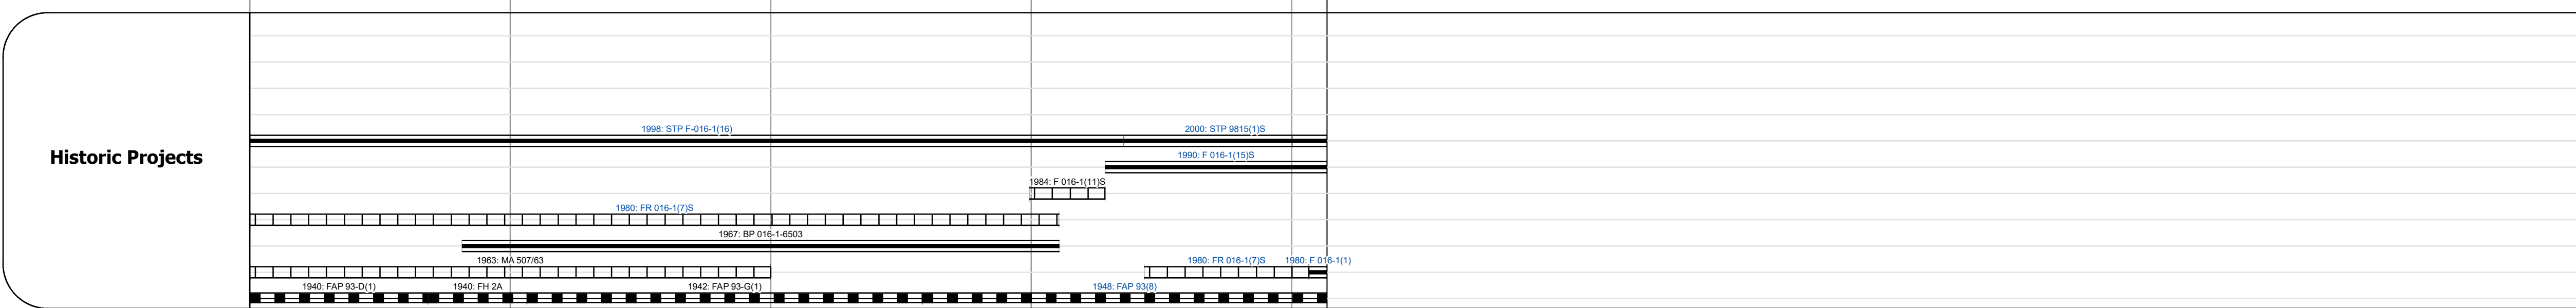 1998: STP F-016-1(16) 2000: STP 9815(1)S
1990: F 016-1(15)S
Historic Projects
1984: F 016-1(11)S
1980: FR 016-1(7)S
1967: BP 016-1-6503
1963: MA 507/63 1980: FR 016-1(7)S 1980: F 016-1(1)
1940: FAP 93-D(1) 1940: FH 2A 1942: FAP 93-G(1) 1948: FAP 93(8)